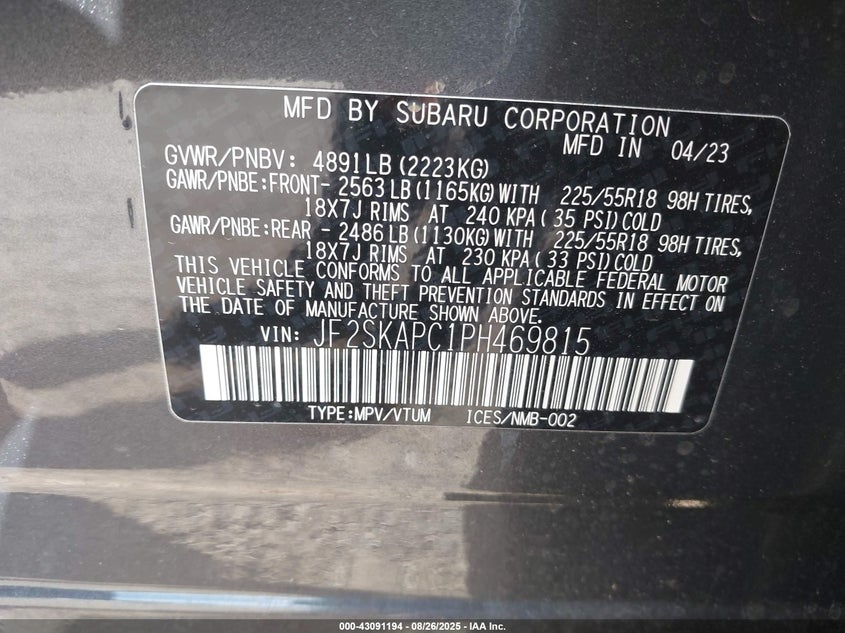 MFD BY SUBARU CORPORATION
MFD IN 04/23
GVWR/PNBV: 4891LB(2223KG)
GAWR/PNBE:FRONT- 2563LB(1165KG)WITH 225/55R18 98H TIRES,
18X7J RIMS AT 240 KPA(35 PSI)COLD
GAWR/PNBE:REAR - 2486LB(1130KG)WITH 225/55R18 98H TIRES,
18X7J RIMS AT 230 KPA(33 PSI)COLD
THIS VEHICLE CONFORMS TO ALL APPLICABLE FEDERAL MOTOR
VEHICLE SAFETY AND THEFT PREVENTION STANDARDS IN EFFECT ON
THE DATE OF MANUFACTURE SHOWN ABOVE.
VIN: JF2SKAPC1PH469815
TYPE:MPV/VTUM ICES/NMB-002
000-43091194 - 08/26/2025 - IAA Inc.